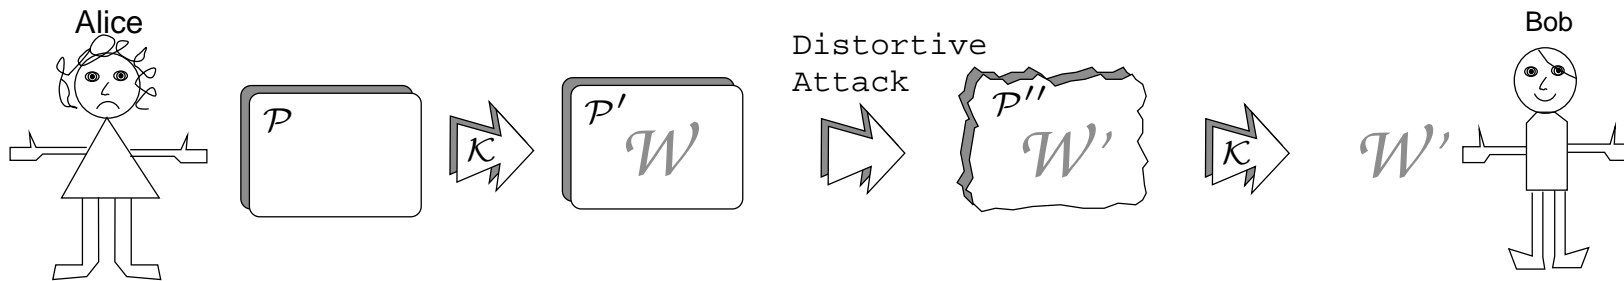 Alice
𝒫
𝒦
𝒫′
𝒲
Distortive
Attack
𝒫′′
𝒲′
𝒦
𝒲′
Bob